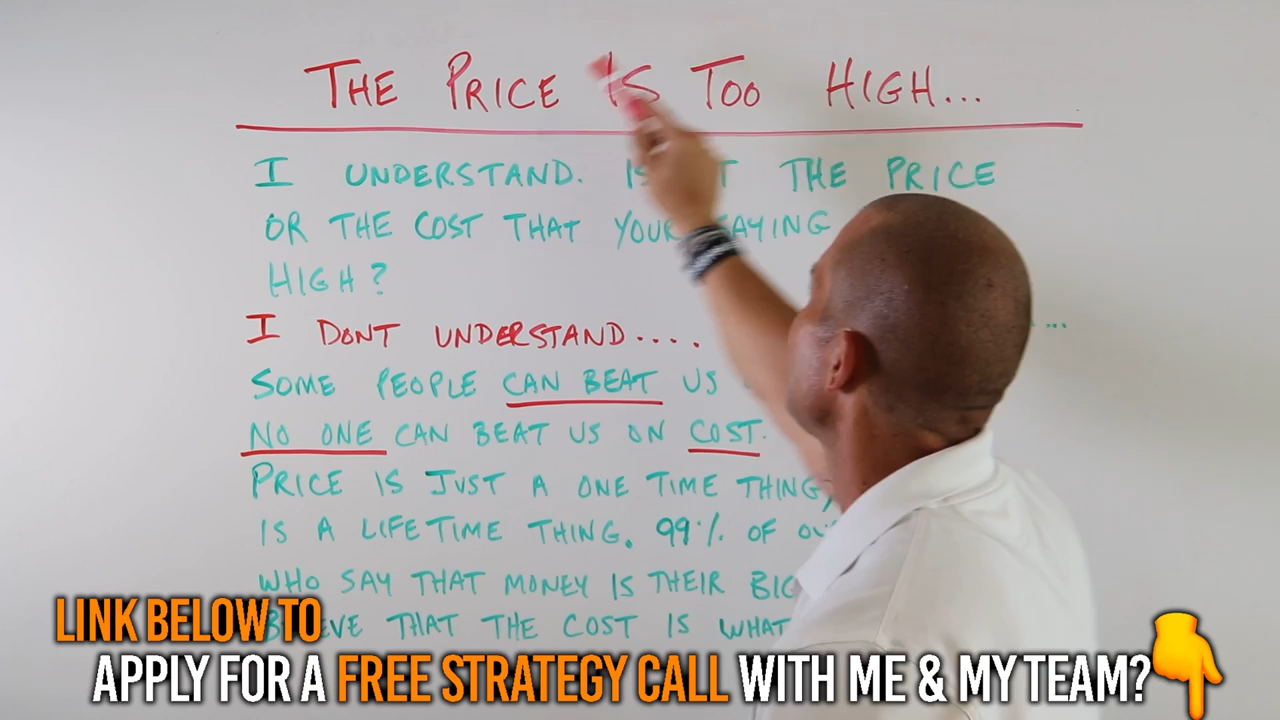 THE PRICE IS TOO HIGH...
I UNDERSTAND. THE PRICE
OR THE COST THAT YOUR SAYING
HIGH?
I DONT UNDERSTAND....
...
SOME PEOPLE CAN BEAT US
NO ONE CAN BEAT US ON COST.
PRICE IS JUST A ONE TIME THING,
IS A LIFETIME THING. 99% OF
WHO SAY THAT MONEY IS THEIR
THAT THE COST IS WHAT
LINK BELOW TO
APPLY FOR A FREE STRATEGY CALL WITH ME & MY TEAM?